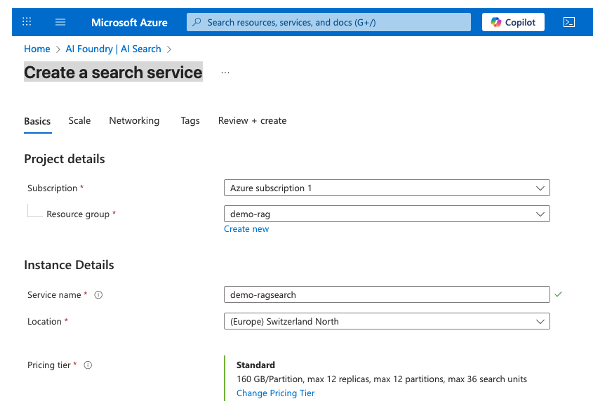 Microsoft Azure
Search resources, services, and docs (G+/)
Copilot
Home > AI Foundry | AI Search >
Create a search service ...
Basics Scale Networking Tags Review + create
Project details
Subscription *
Azure subscription 1
Resource group *
demo-rag
Create new
Instance Details
Service name *
demo-ragsearch
Location *
(Europe) Switzerland North
Pricing tier *
Standard
160 GB/Partition, max 12 replicas, max 12 partitions, max 36 search units
Change Pricing Tier